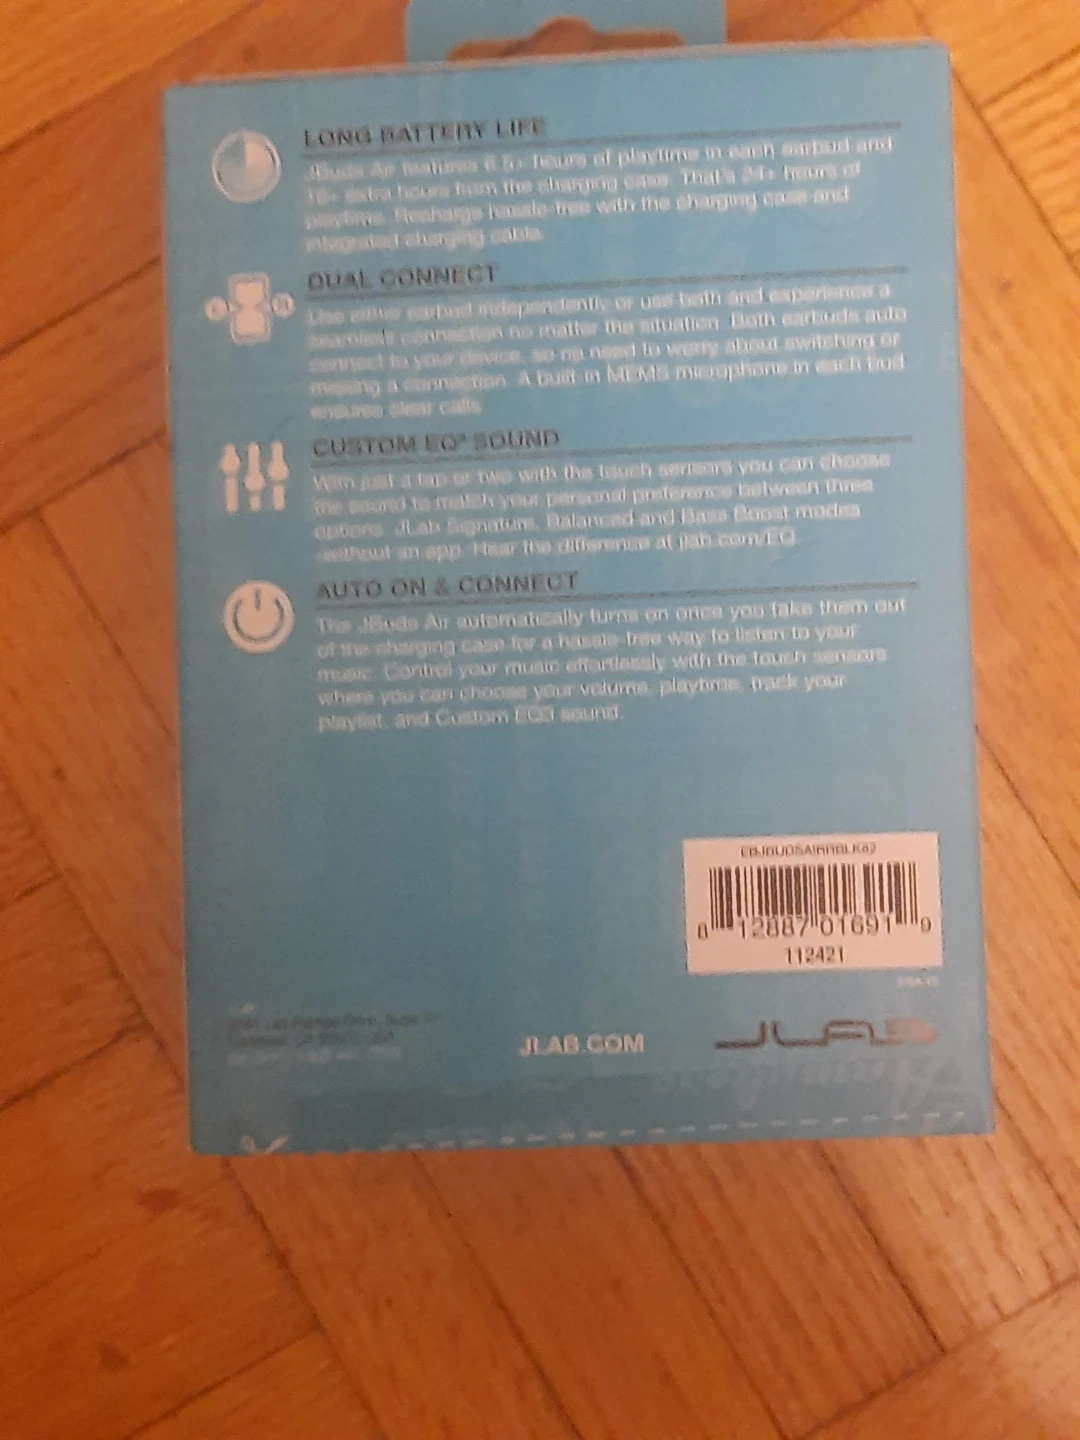 LONG BATTERY LIFE
JBuds Air features 6.5+ hours of playtime in each earbud and
18+ extra hours from the charging case. That's 24+ hours of
playtime. Recharge hassle-free with the charging case and
integrated charging cable.
DUAL CONNECT
Use either earbud independently or use both and experience a
seamless connection no matter the situation. Both earbuds auto
connect to your device, so no need to worry about switching or
missing a connection. A built-in MEMS microphone in each bud
ensures clear calls.
CUSTOM EQ³ SOUND
With just a tap or two with the touch sensors you can choose
the sound to match your personal preference between three
options: JLab Signature, Balanced and Bass Boost modes
-without an app. Hear the difference at jlab.com/EQ.
AUTO ON & CONNECT
The JBuds Air automatically turns on once you take them out
of the charging case for a hassle-free way to listen to your
music. Control your music effortlessly with the touch sensors
where you can choose your volume, playtime, track your
playlist, and Custom EQ3 sound.
EBJBUDSAIRRBLK82
8 12887 01691 9
112421
JLAB.COM
JLAB